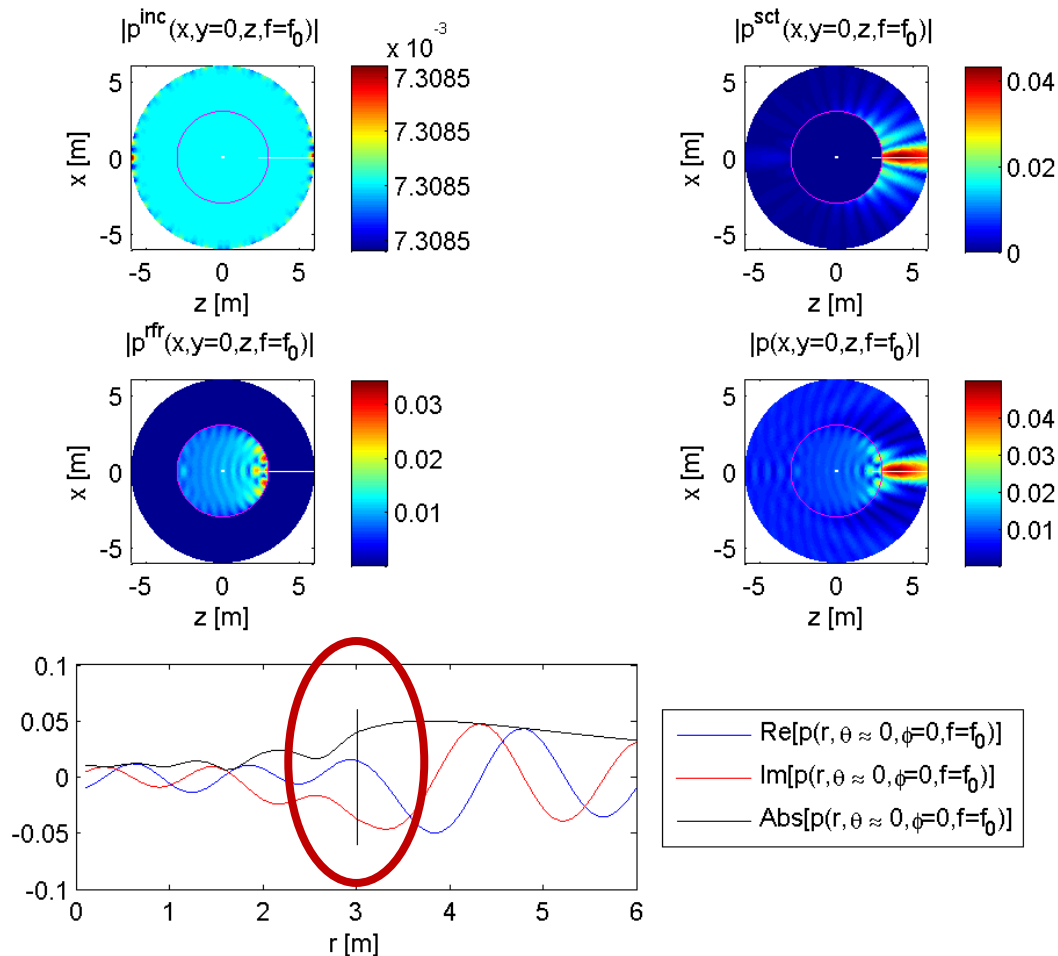 |p^inc(x,y=0,z,f=f_0)|
x 10^-3
7.3085
7.3085
7.3085
7.3085
5
0
-5
x [m]
-5 0 5
z [m]
|p^sct(x,y=0,z,f=f_0)|
0.04
0.02
0
5
0
-5
x [m]
-5 0 5
z [m]
|p^rfr(x,y=0,z,f=f_0)|
0.03
0.02
0.01
5
0
-5
x [m]
-5 0 5
z [m]
|p(x,y=0,z,f=f_0)|
0.04
0.03
0.02
0.01
5
0
-5
x [m]
-5 0 5
z [m]
0.1
0.05
0
-0.05
-0.1
0 1 2 3 4 5 6
r [m]
Re[p(r, θ ≈ 0,ϕ=0,f=f_0)]
Im[p(r, θ ≈ 0,ϕ=0,f=f_0)]
Abs[p(r, θ ≈ 0,ϕ=0,f=f_0)]